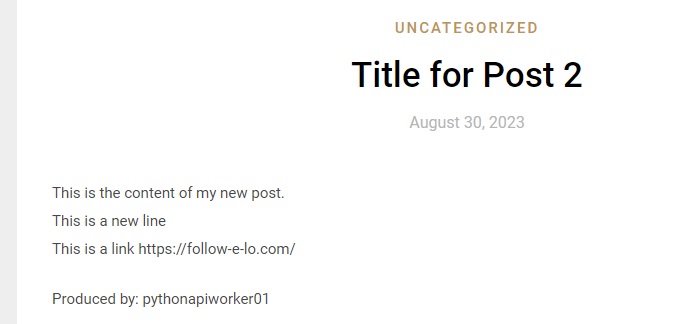 UNCATEGORIZED
Title for Post 2
August 30, 2023
This is the content of my new post.
This is a new line
This is a link https://follow-e-lo.com/
Produced by: pythonapiworker01